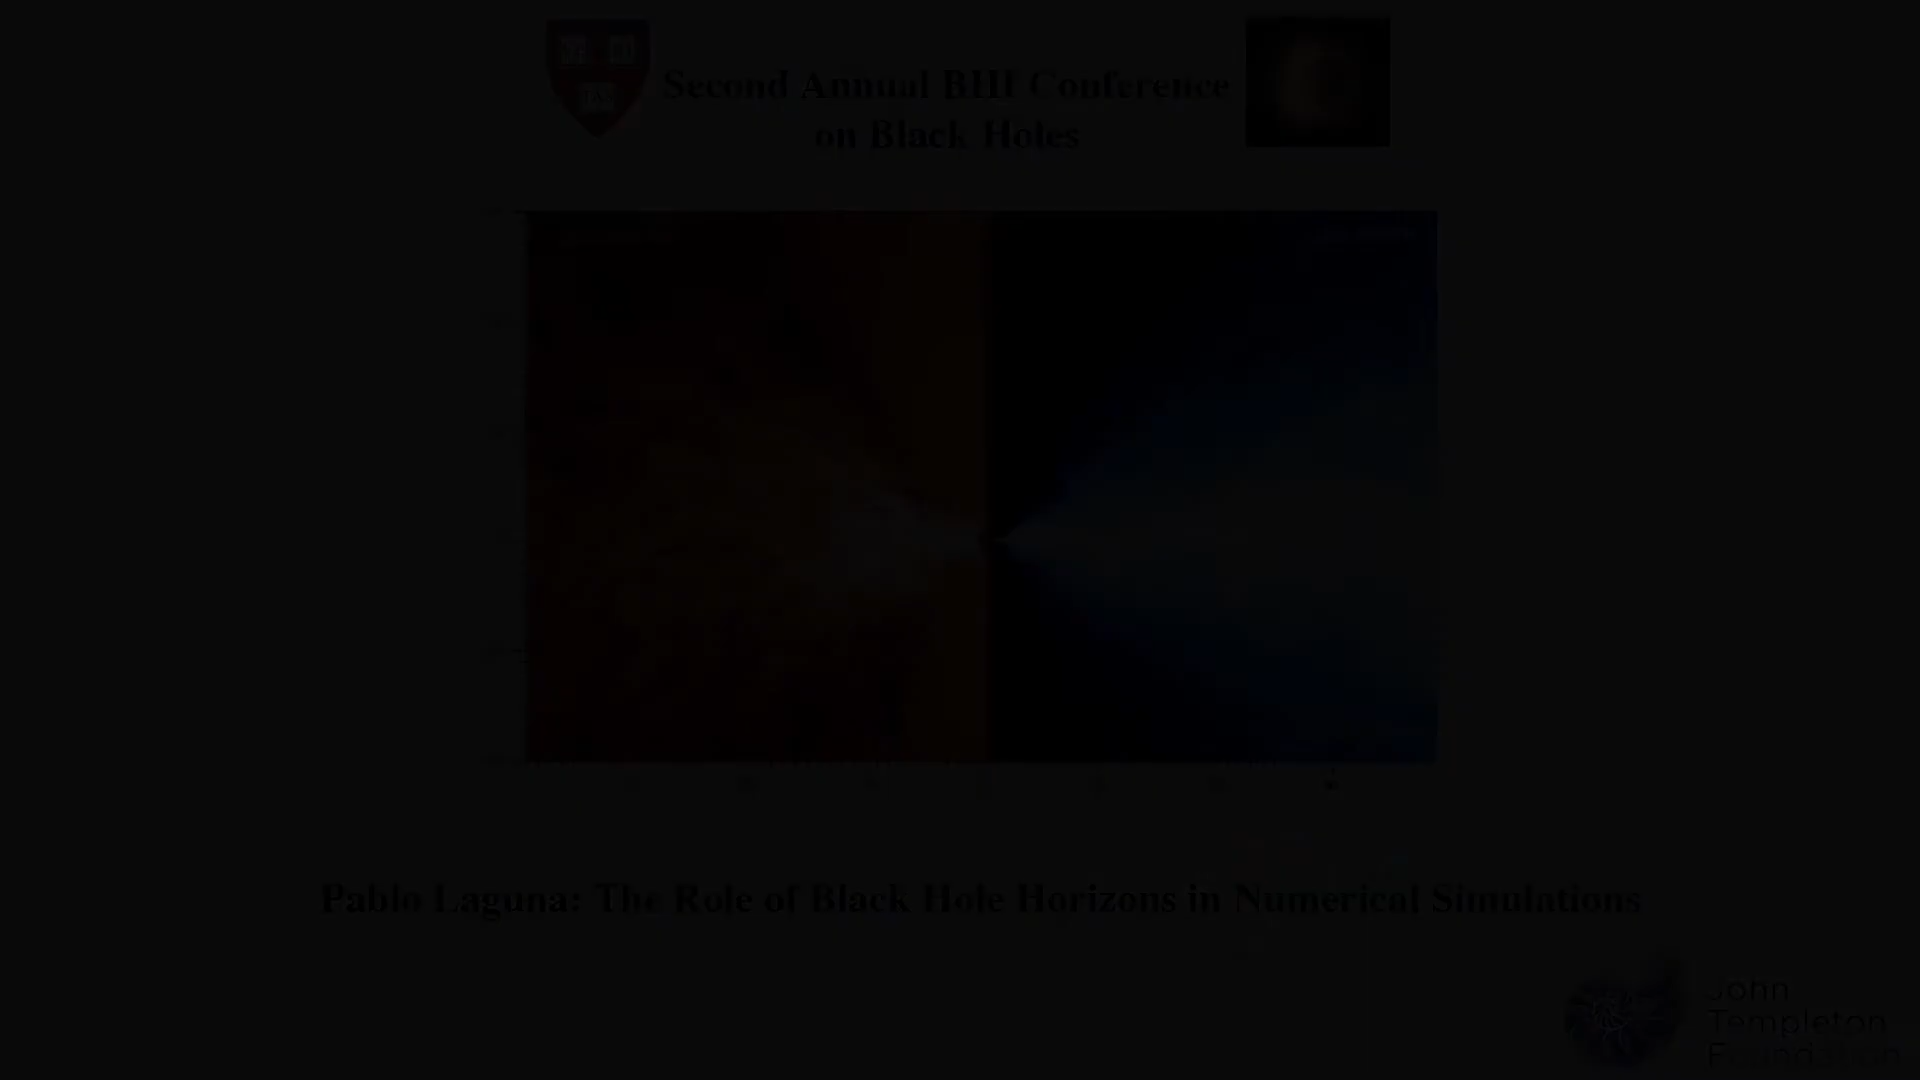 Second Annual BHI Conference
on Black Holes
Pablo Laguna: The Role of Black Hole Horizons in Numerical Simulations
John
Templeton
Foundation